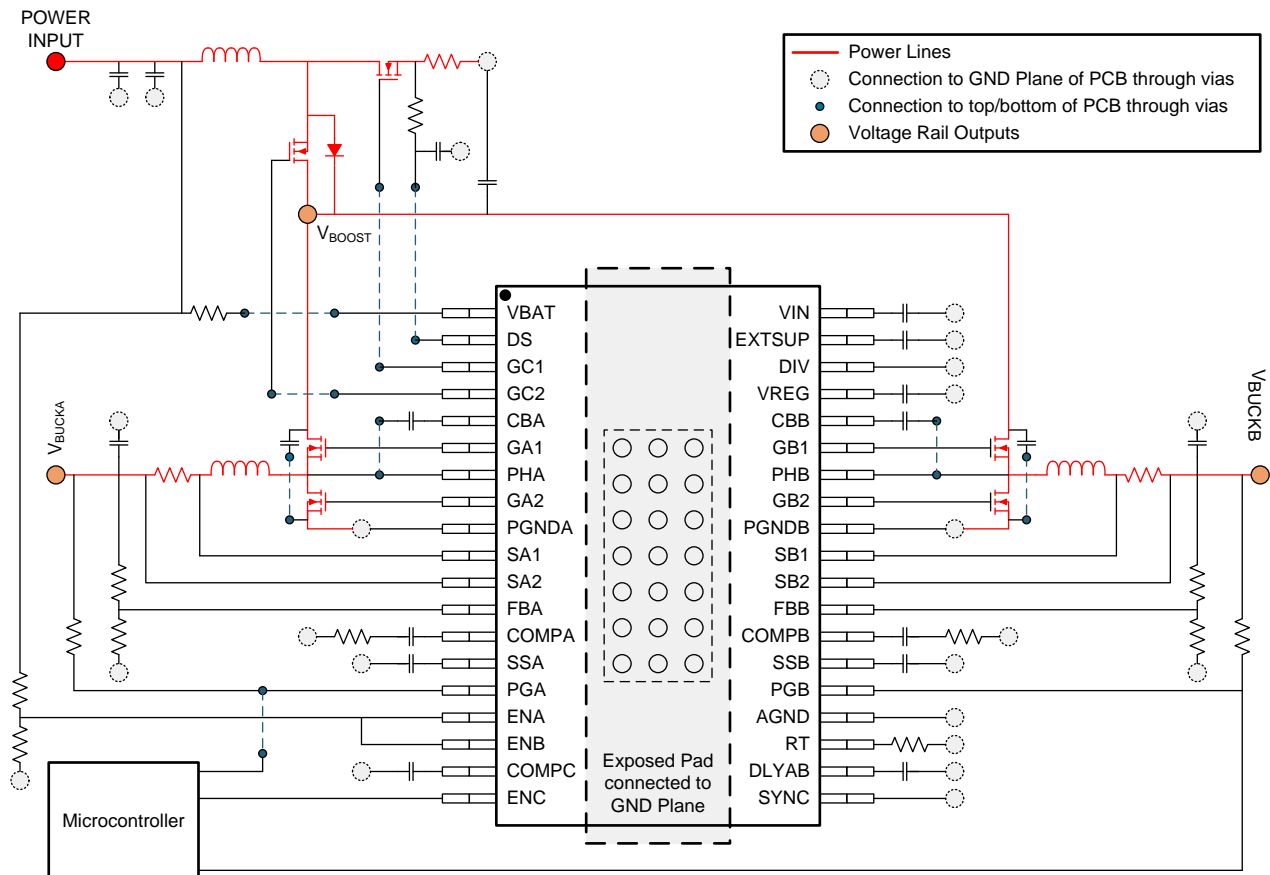 POWER
INPUT
Power Lines
Connection to GND Plane of PCB through vias
Connection to top/bottom of PCB through vias
Voltage Rail Outputs
VBOOST
VBUCKA
VBUCKB
VBAT
DS
GC1
GC2
CBA
GA1
PHA
GA2
PGNDA
SA1
SA2
FBA
COMPA
SSA
PGA
ENA
ENB
COMPC
ENC
VIN
EXTSUP
DIV
VREG
CBB
GB1
PHB
GB2
PGNDB
SB1
SB2
FBB
COMPB
SSB
PGB
AGND
RT
DLYAB
SYNC
Exposed Pad
connected to
GND Plane
Microcontroller